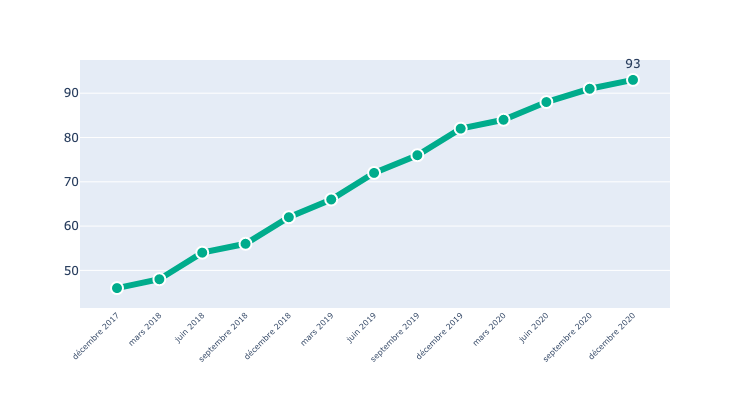 93
90
80
70
60
50
décembre 2017
mars 2018
juin 2018
septembre 2018
décembre 2018
mars 2019
juin 2019
septembre 2019
décembre 2019
mars 2020
juin 2020
septembre 2020
décembre 2020